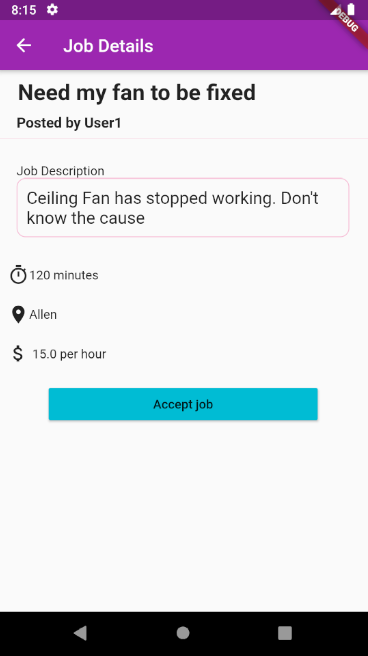 8:15
DEBUG
Job Details
Need my fan to be fixed
Posted by User1
Job Description
Ceiling Fan has stopped working. Don't
know the cause
120 minutes
Allen
$ 15.0 per hour
Accept job